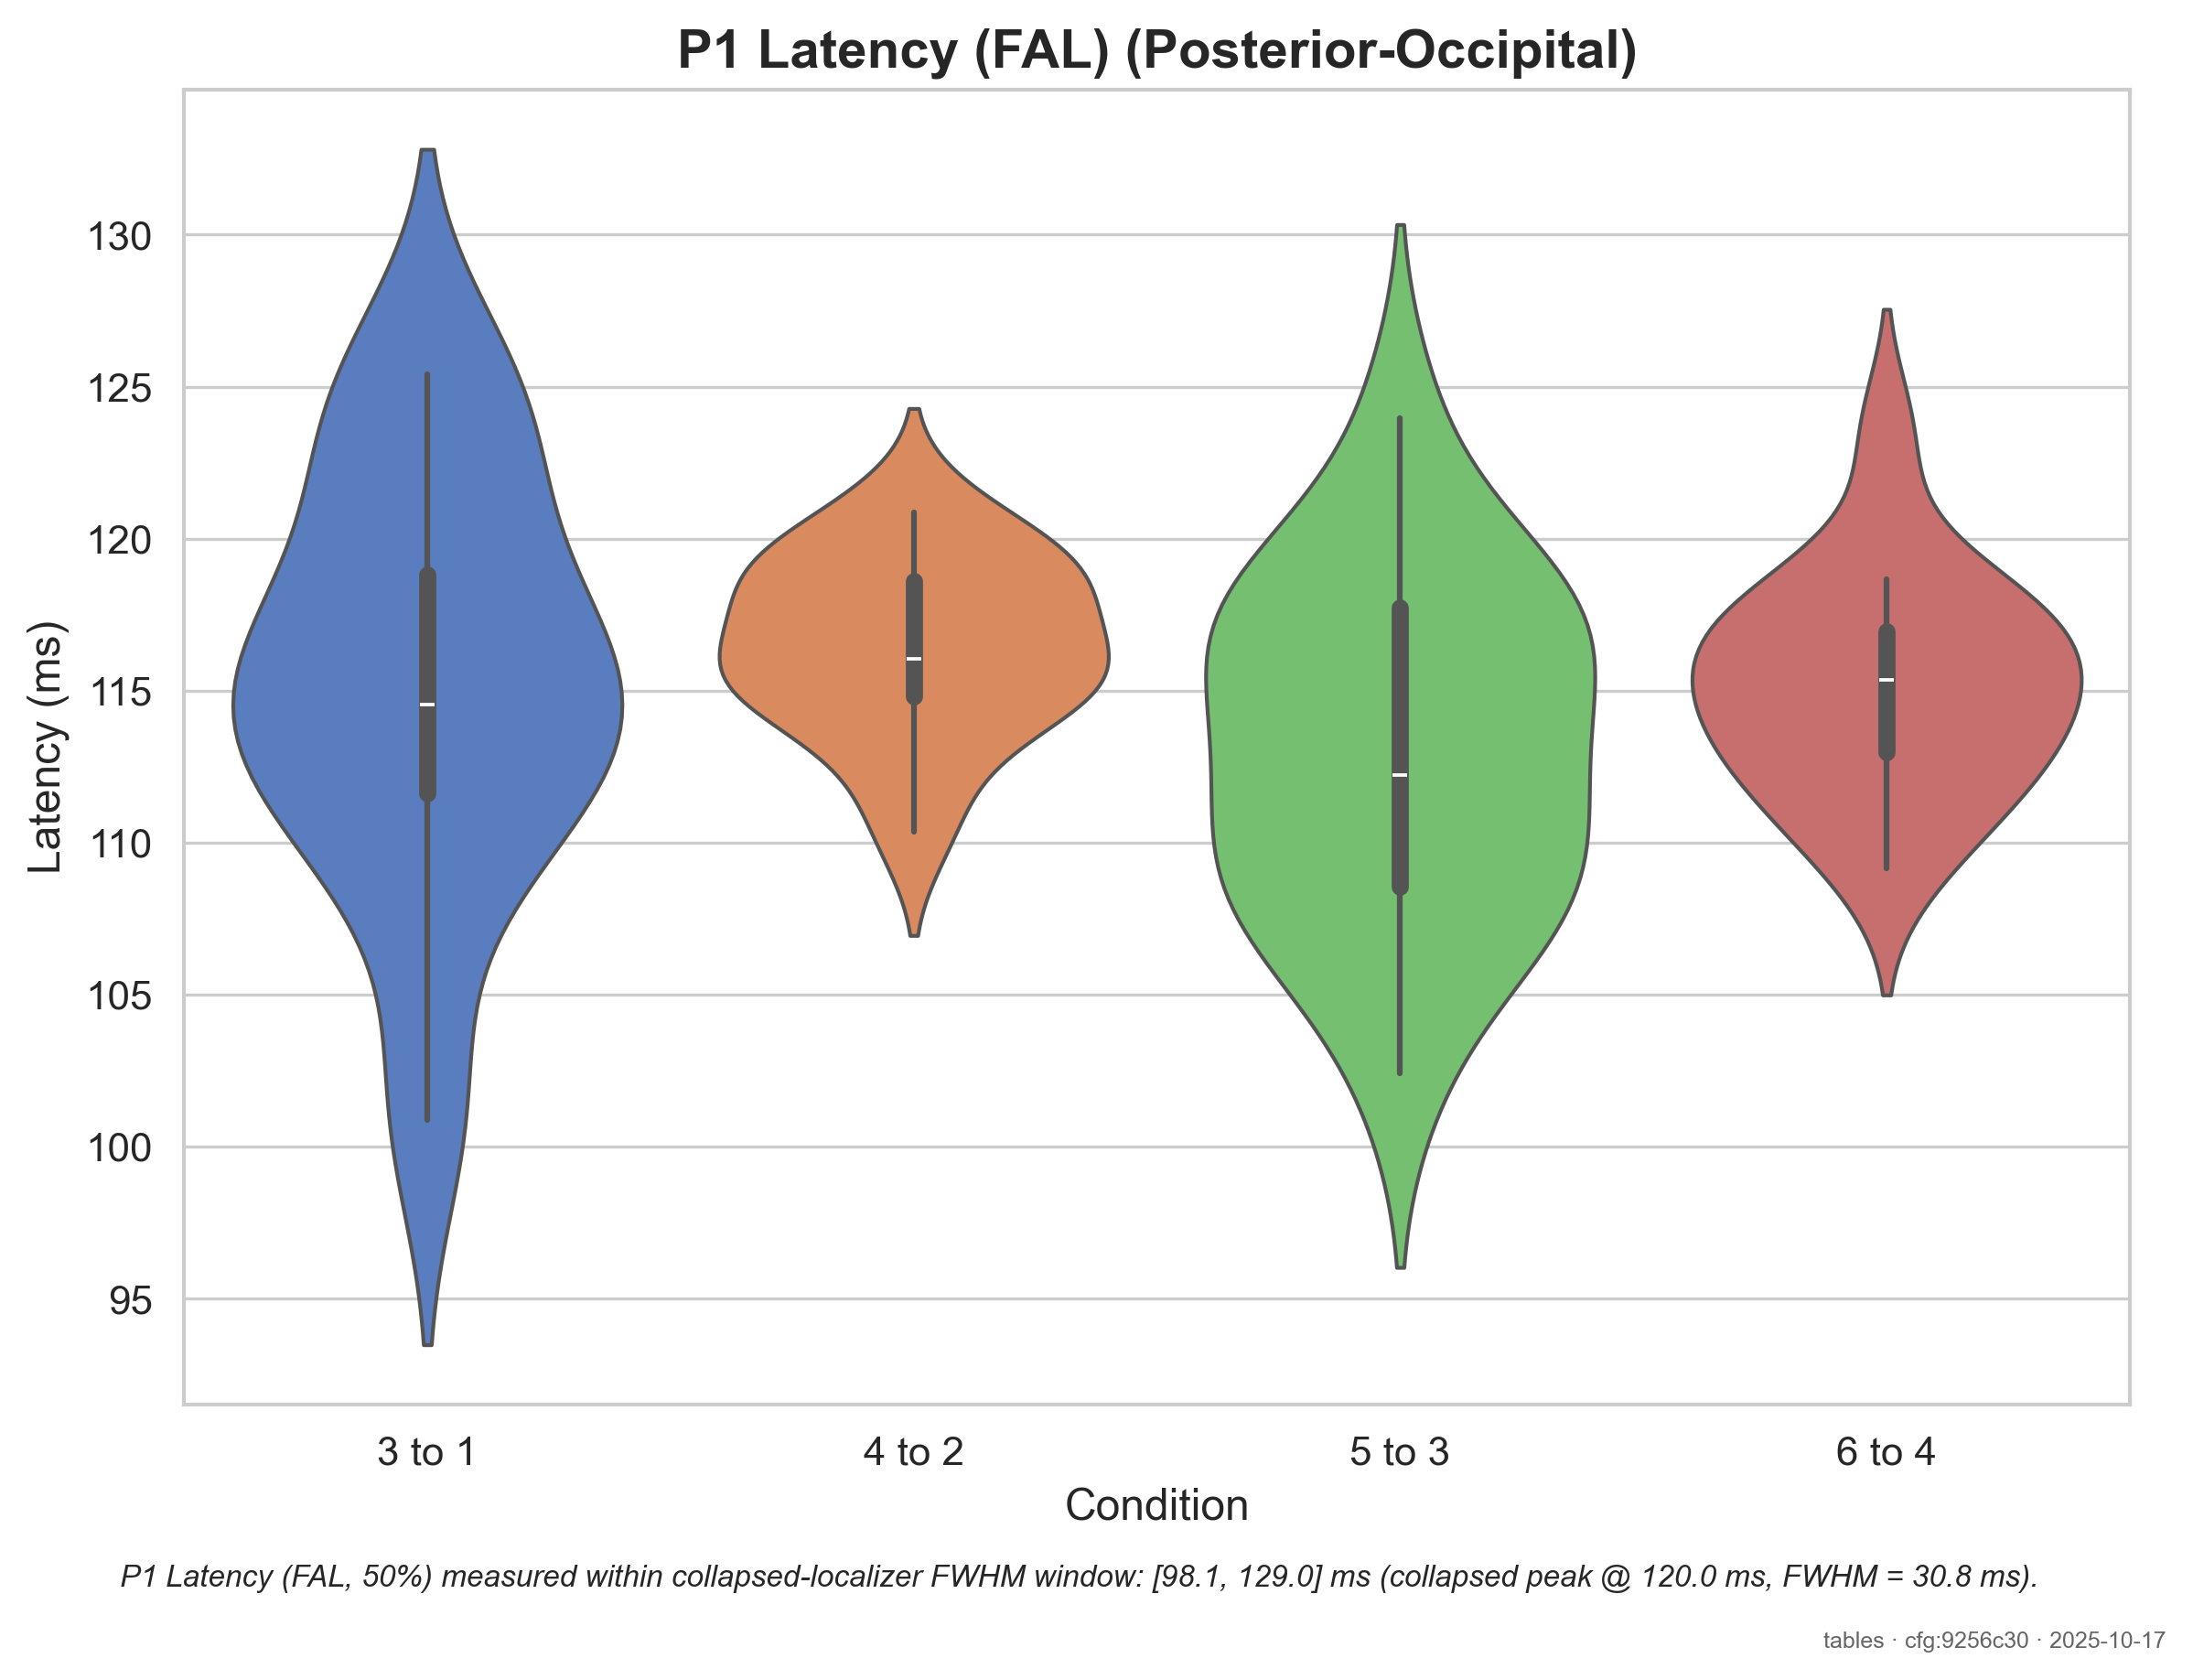 P1 Latency (FAL) (Posterior-Occipital)
Latency (ms)
130
125
120
115
110
105
100
95
3 to 1
4 to 2
5 to 3
6 to 4
Condition
P1 Latency (FAL, 50%) measured within collapsed-localizer FWHM window: [98.1, 129.0] ms (collapsed peak @ 120.0 ms, FWHM = 30.8 ms).
tables · cfg:9256c30 · 2025-10-17